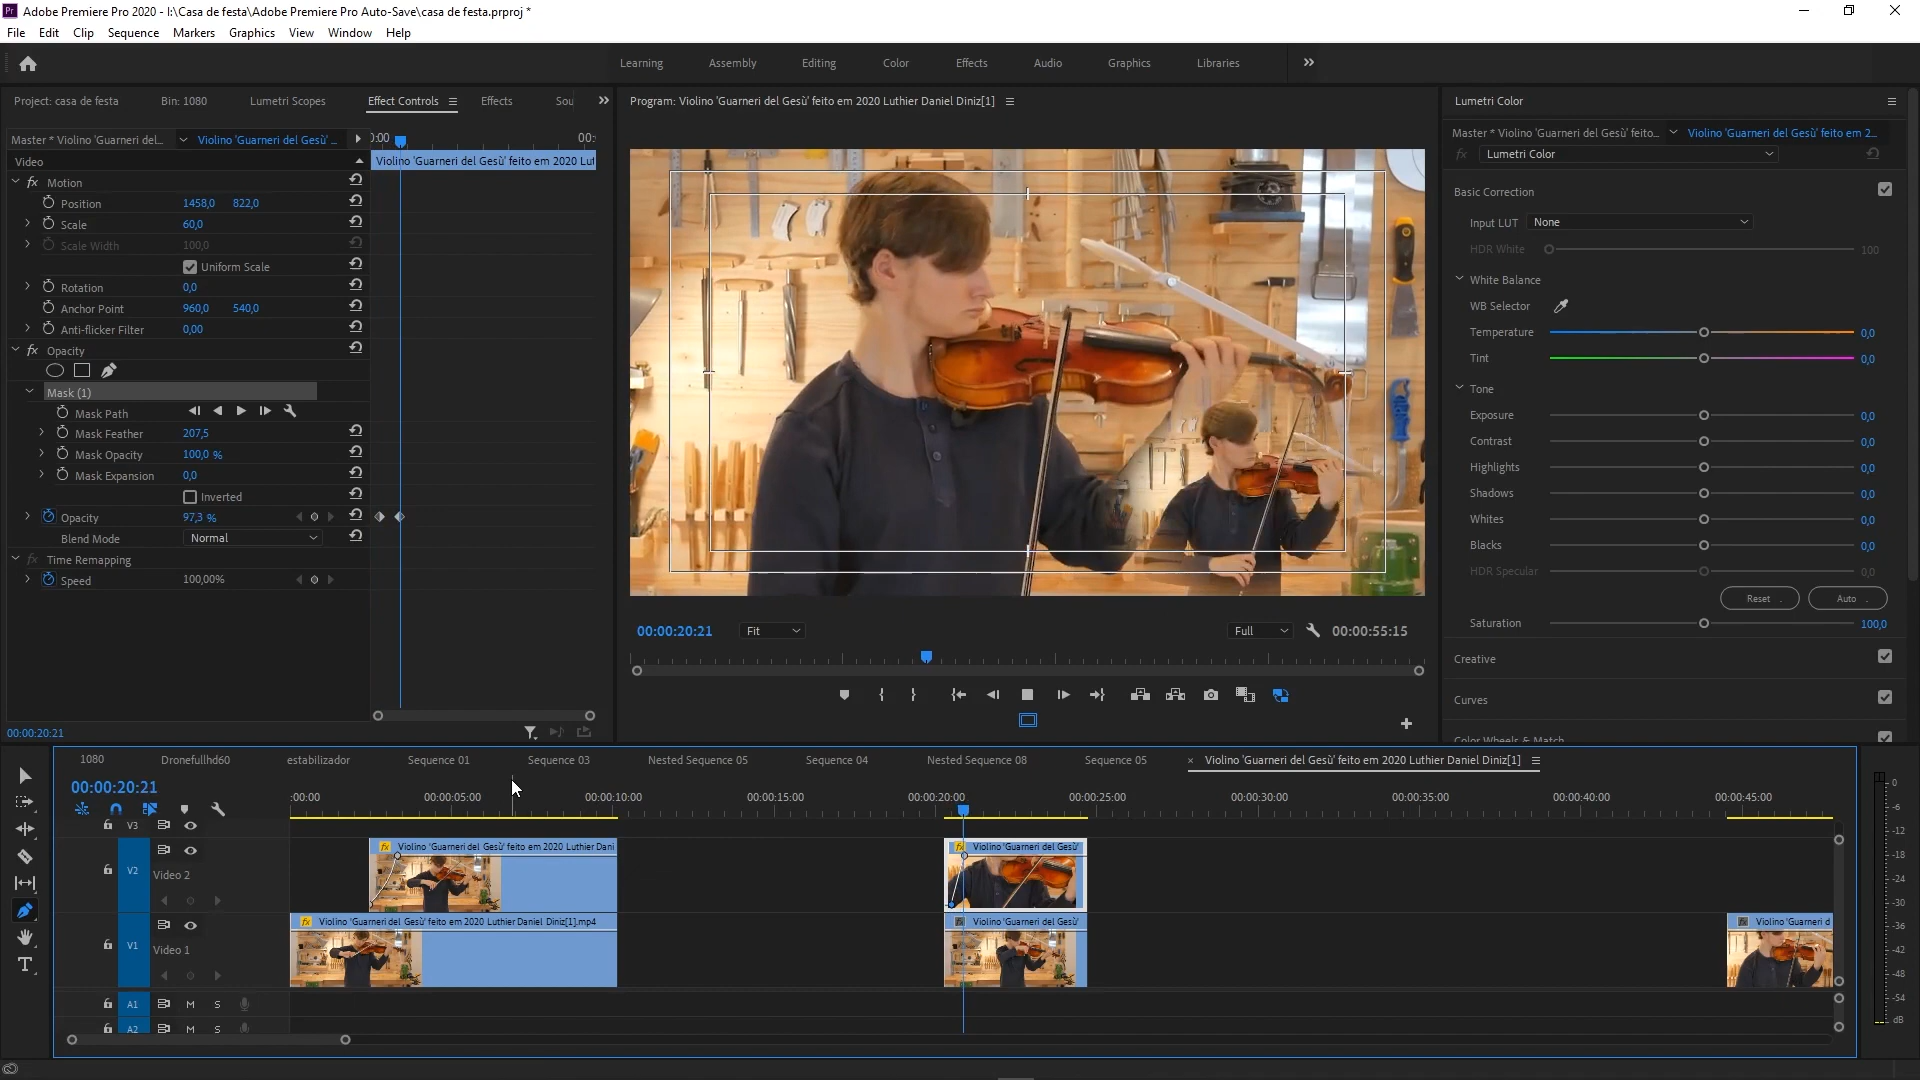 Adobe Premiere Pro 2020 - I:\Casa de festa\Adobe Premiere Pro Auto-Save\casa de festa.prproj *
File Edit Clip Sequence Markers Graphics View Window Help
Learning Assembly Editing Color Effects Audio Graphics Libraries
Project: casa de festa Bin: 1080 Lumetri Scopes Effect Controls Effects Sou
Master * Violino 'Guarneri del... Violino 'Guarneri del Gesù' ...
Video
Violino 'Guarneri del Gesù' feito em 2020 Lut
Motion
Position 1458,0 822,0
Scale 60,0
Scale Width 100,0
Uniform Scale
Rotation 0,0
Anchor Point 960,0 540,0
Anti-flicker Filter 0,00
Opacity
Mask (1)
Mask Path
Mask Feather 207,5
Mask Opacity 100,0 %
Mask Expansion 0,0
Inverted
Opacity 97,3 %
Blend Mode Normal
Time Remapping
Speed 100,00%
00:00:20:21
Program: Violino 'Guarneri del Gesù' feito em 2020 Luthier Daniel Diniz[1]
00:00:20:21 Fit Full 00:00:55:15
Lumetri Color
Master * Violino 'Guarneri del Gesù' feito... Violino 'Guarneri del Gesù' feito em 2...
fx Lumetri Color
Basic Correction
Input LUT None
HDR White 100
White Balance
WB Selector
Temperature 0,0
Tint 0,0
Tone
Exposure 0,0
Contrast 0,0
Highlights 0,0
Shadows 0,0
Whites 0,0
Blacks 0,0
HDR Specular 0,0
Reset Auto
Saturation 100,0
Creative
Curves
Color Wheels & Match
1080 Dronefullhd60 estabilizador Sequence 01 Sequence 03 Nested Sequence 05 Sequence 04 Nested Sequence 08 Sequence 05 Violino 'Guarneri del Gesù' feito em 2020 Luthier Daniel Diniz[1]
00:00:20:21
:00:00 00:00:05:00 00:00:10:00 00:00:15:00 00:00:20:00 00:00:25:00 00:00:30:00 00:00:35:00 00:00:40:00 00:00:45:00
V3
Violino 'Guarneri del Gesù' feito em 2020 Luthier Dani
Violino 'Guarneri del Gesù'
V2 Video 2
Violino 'Guarneri del Gesù' feito em 2020 Luthier Daniel Diniz[1].mp4
Violino 'Guarneri del Gesù'
Violino 'Guarneri d
V1 Video 1
A1 M S
A2 M S
0
-6
-12
-18
-24
-30
-36
-42
-48
-54
dB